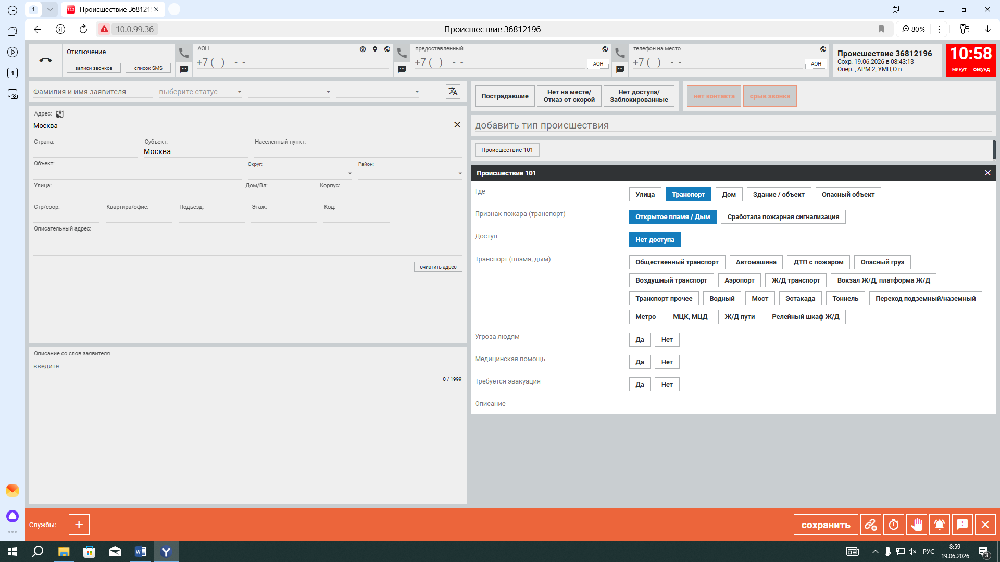 1
Происшествие 368121
10.0.99.36
Происшествие 36812196
80%
1
Отключение
записи звонков
список SMS
АОН
+7 ( ) - -
предоставленный
+7 ( ) - -
АОН
телефон на место
+7 ( ) - -
АОН
Происшествие 36812196
Сохр. 19.06.2026 в 08:43:13
Опер. , АРМ 2, УМЦ О п
10:58
минут секунд
Фамилия и имя заявителя
выберите статус
Пострадавшие
Нет на месте/
Отказ от скорой
Нет доступа/
Заблокированные
нет контакта
срыв звонка
Адрес:
Москва
Страна:
Субъект:
Москва
Населенный пункт:
Объект:
Округ:
Район:
Улица:
Дом/Вл:
Корпус:
Стр/соор:
Квартира/офис:
Подъезд:
Этаж:
Код:
Описательный адрес:
очистить адрес
Описание со слов заявителя
введите
0 / 1999
добавить тип происшествия
Происшествие 101
Происшествие 101
Где
Улица
Транспорт
Дом
Здание / объект
Опасный объект
Признак пожара (транспорт)
Открытое пламя / Дым
Сработала пожарная сигнализация
Доступ
Нет доступа
Транспорт (пламя, дым)
Общественный транспорт
Автомашина
ДТП с пожаром
Опасный груз
Воздушный транспорт
Аэропорт
Ж/Д транспорт
Вокзал Ж/Д, платформа Ж/Д
Транспорт прочее
Водный
Мост
Эстакада
Тоннель
Переход подземный/наземный
Метро
МЦК, МЦД
Ж/Д пути
Релейный шкаф Ж/Д
Угроза людям
Да
Нет
Медицинская помощь
Да
Нет
Требуется эвакуация
Да
Нет
Описание
Службы:
+
сохранить
РУС
8:59
19.06.2026
3